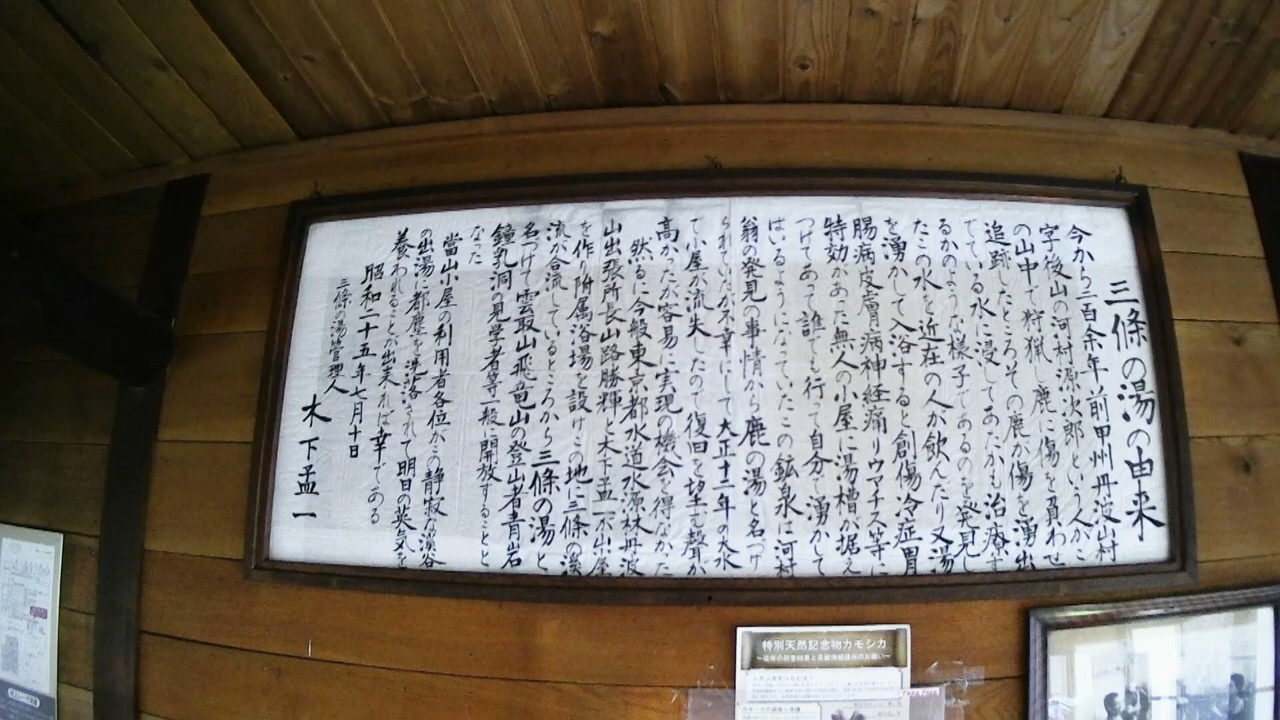 三條の湯の由来
今から二百余年前甲州丹波山村
字後山の河村源次郎という人がこ
の山中で狩猟し鹿に傷を負わせ
追跡したところその鹿が傷を湧出
でている水に浸してあたかも治療す
るかのような様子であるのを発見し
たこの水を近在の人が飲んだり又湯
を湧かして入浴すると創傷冷症胃
腸病皮膚病神経痛リウマチス等に
特効があった無人の小屋に湯槽が据え
つけてあって誰でも行って自分で湧かして
はいるようになっていたこの鉱泉は河村
翁の発見の事情から鹿の湯と名づけ
られていたが不幸にして大正十二年の大水
で小屋が流失したので復旧を望む聲が
高かったが容易に実現の機会を得なかった
然るに今般東京都水道水源林丹波
山出張所長山路勝輝と木下孟一が山屋
を作り附属浴場を設けこの地に三條の渓
流が合流しているところから三條の湯と
名づけて雲取山飛竜山の登山者青岩
鐘乳洞の見学者等一般に開放することと
なった
當山小屋の利用者各位がこの静寂な渓谷
の出湯に都塵を洗落されて明日の英気を
養われることが出来れば幸である
昭和二十五年七月十日
三條の湯管理人
木下孟一
特別天然記念物カモシカ